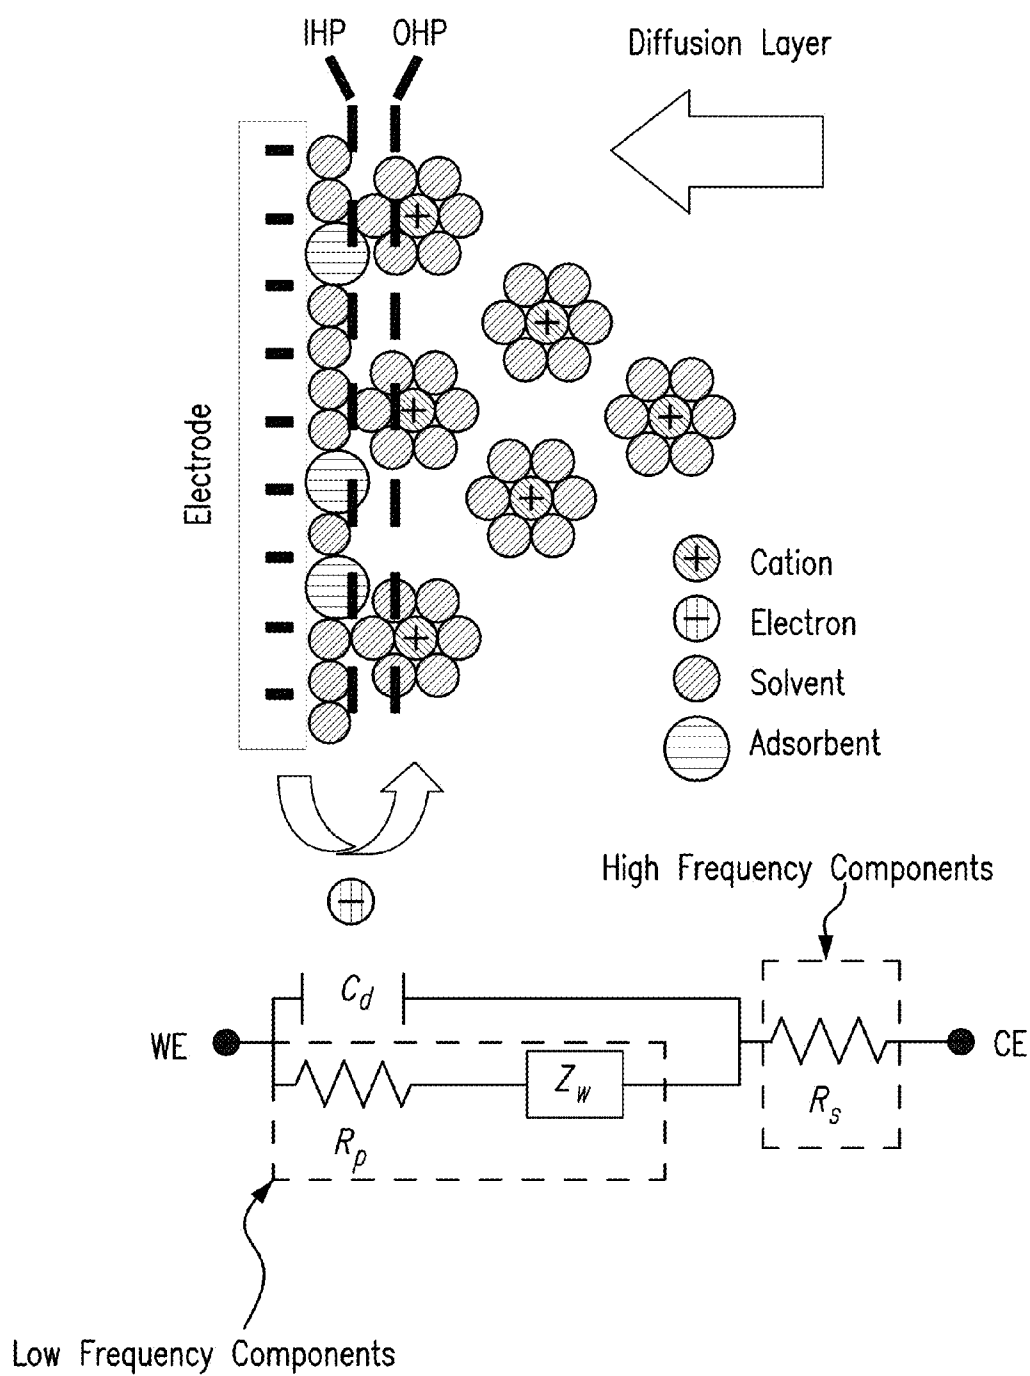 IHP OHP
Diffusion Layer
Electrode
+ Cation
− Electron
Solvent
Adsorbent
High Frequency Components
C_d
WE
CE
Z_w
R_s
R_p
Low Frequency Components